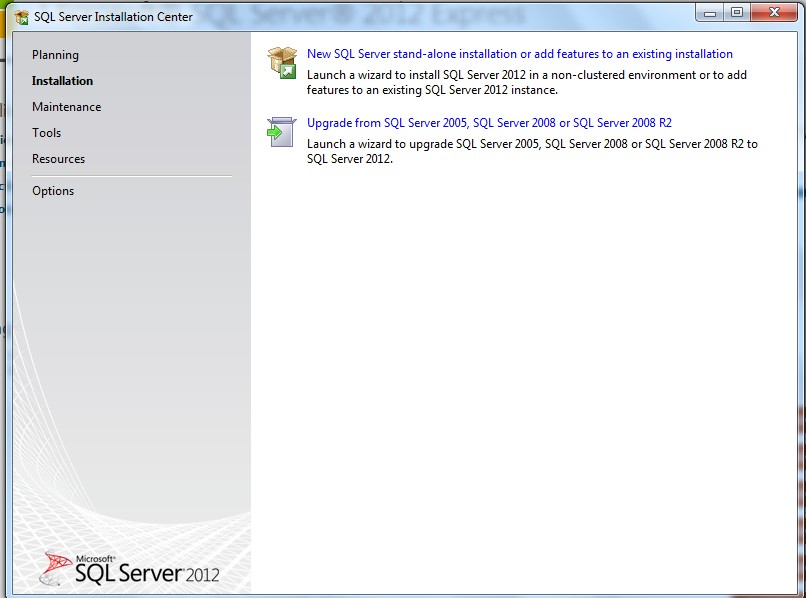 SQL Server® 2012 Express
SQL Server Installation Center
Planning
Installation
Maintenance
Tools
Resources
Options
New SQL Server stand-alone installation or add features to an existing installation
Launch a wizard to install SQL Server 2012 in a non-clustered environment or to add
features to an existing SQL Server 2012 instance.
Upgrade from SQL Server 2005, SQL Server 2008 or SQL Server 2008 R2
Launch a wizard to upgrade SQL Server 2005, SQL Server 2008 or SQL Server 2008 R2 to
SQL Server 2012.
Microsoft®
SQL Server® 2012